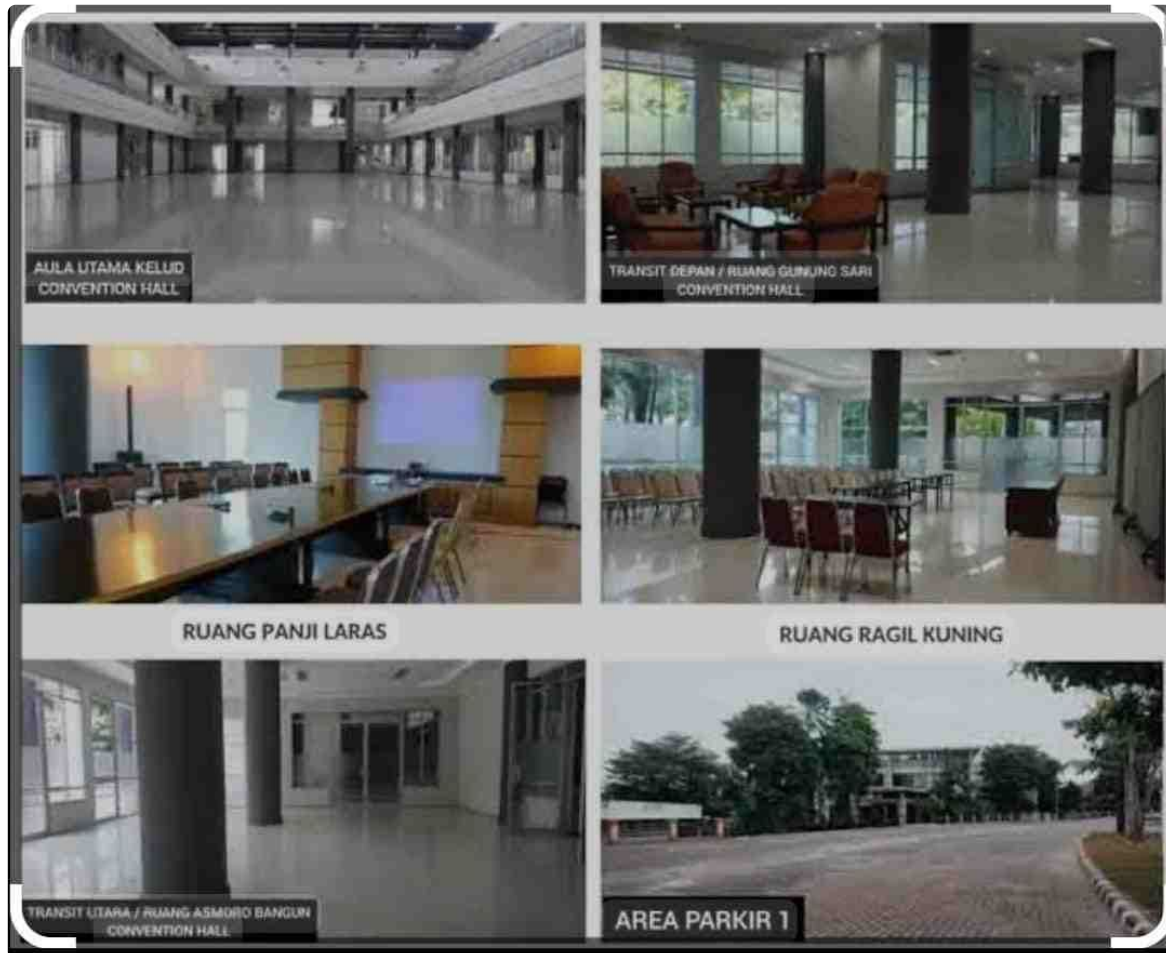 AULA UTAMA KELUD
CONVENTION HALL
TRANSIT DEPAN / RUANG GUNUNG SARI
CONVENTION HALL
RUANG PANJI LARAS
RUANG RAGIL KUNING
TRANSIT UTARA / RUANG ASMORO BANGUN
CONVENTION HALL
AREA PARKIR 1